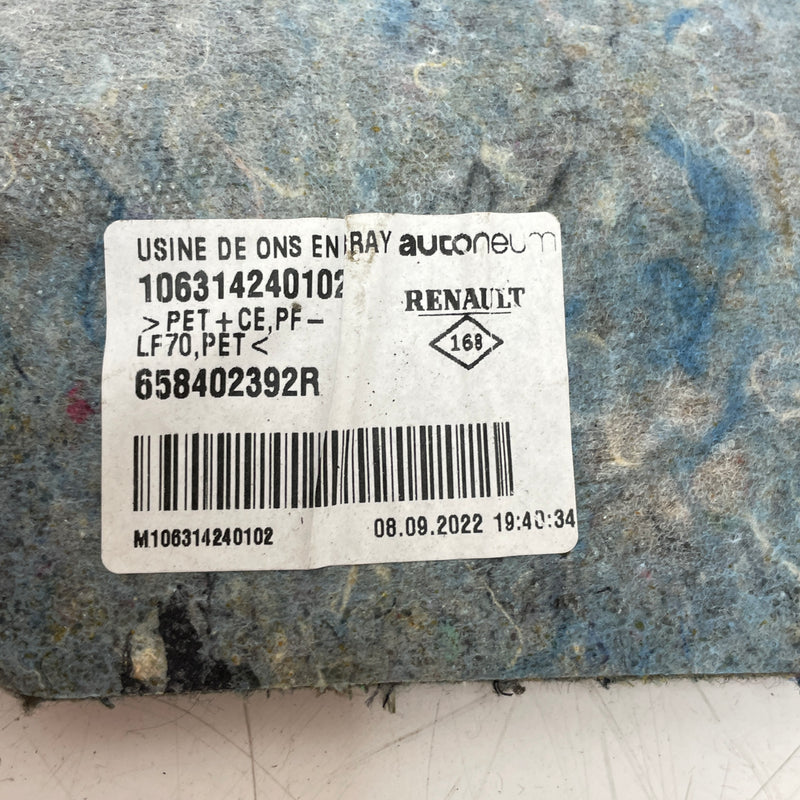 USINE DE ONS EN BRAY autoneum
106314240102
RENAULT
>PET+CE,PF-
LF70,PET<
168
658402392R
M106314240102
08.09.2022 19:40:34